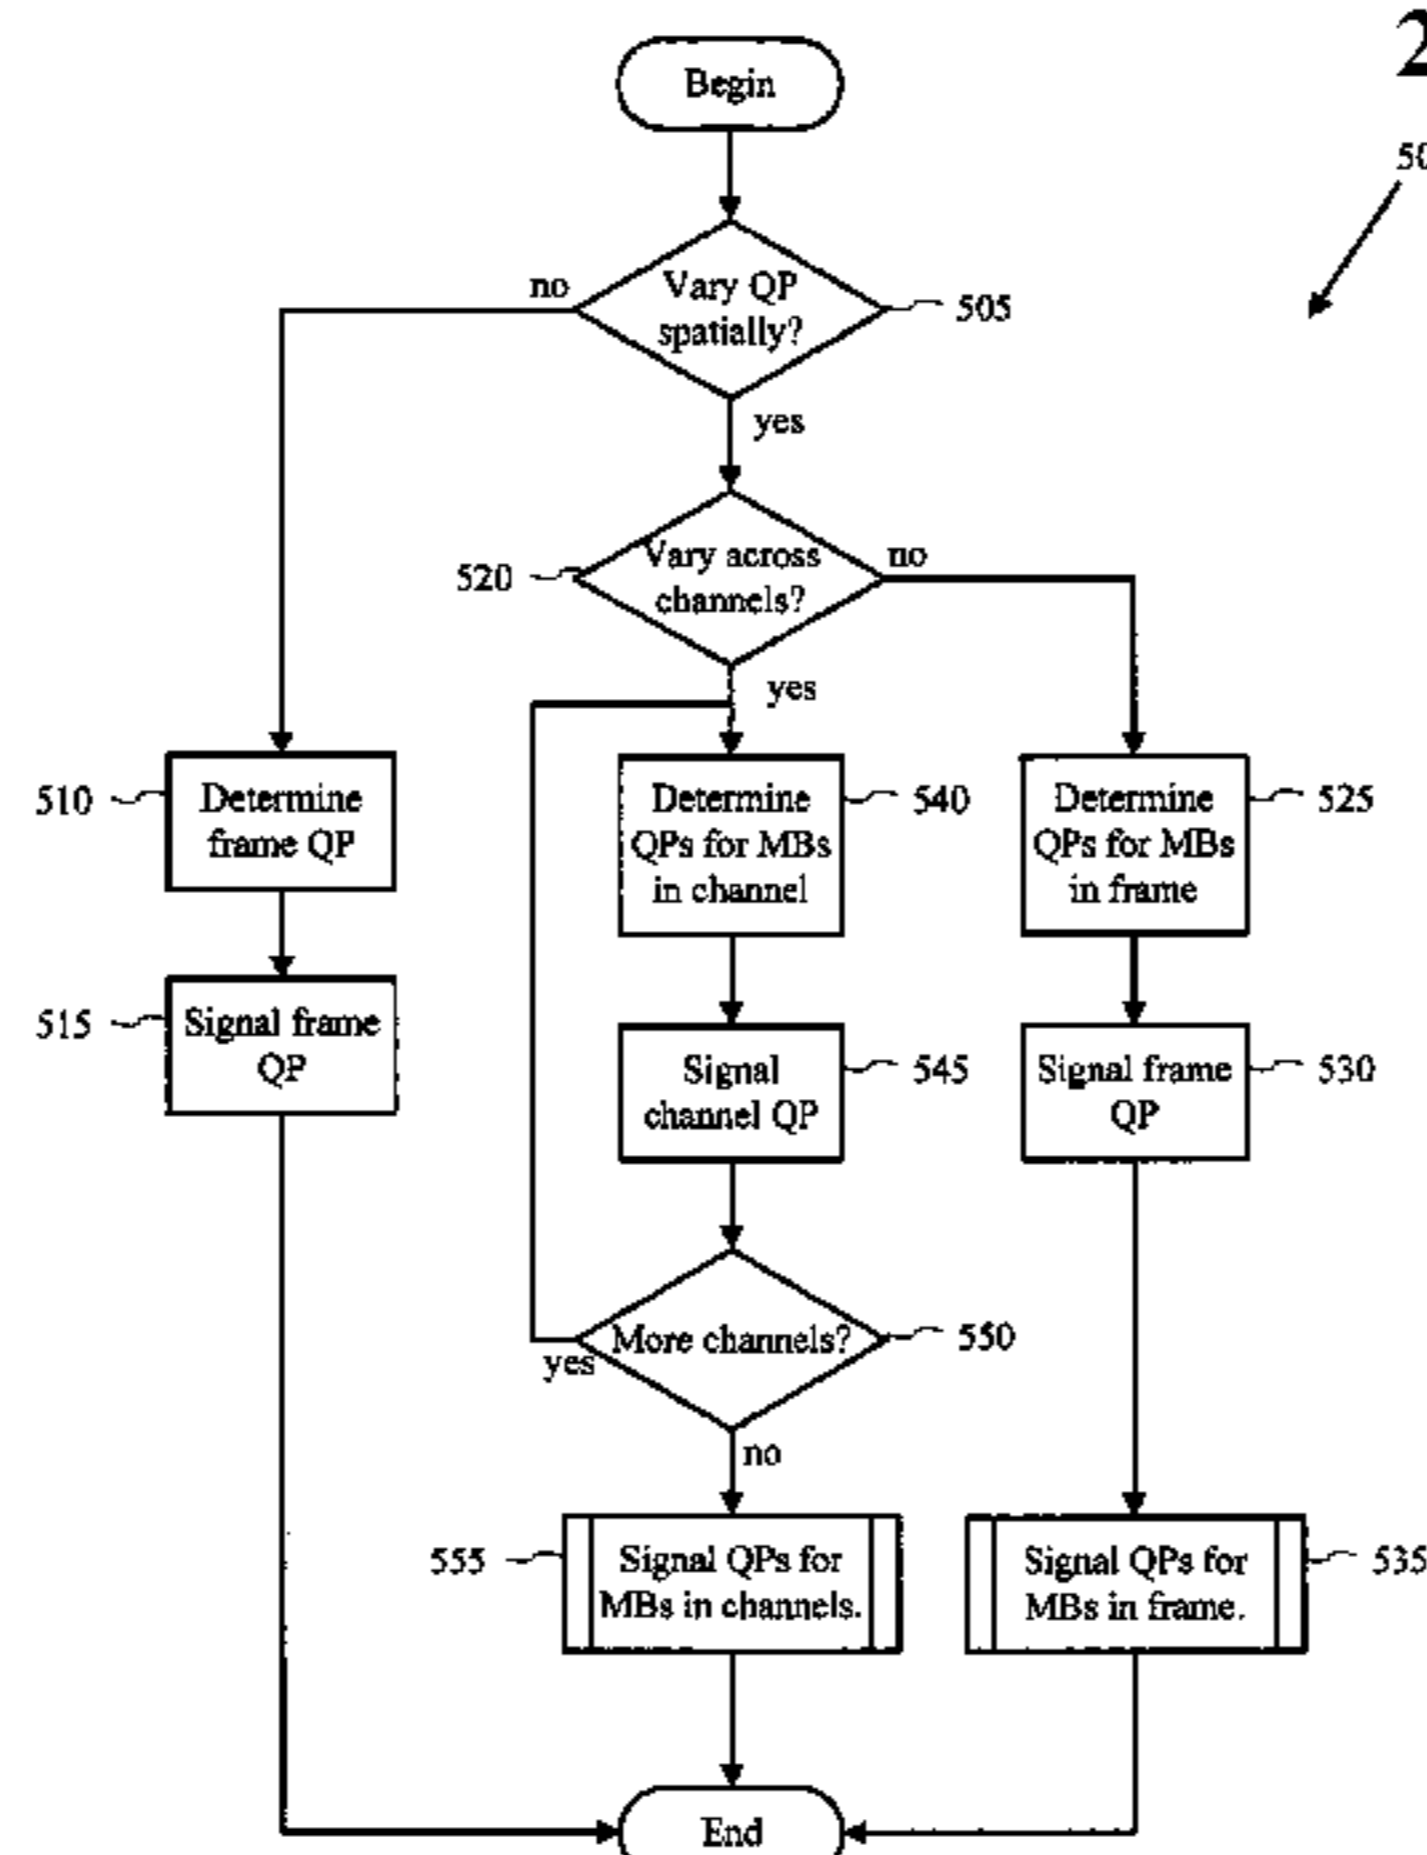 2
50
Begin
no
Vary QP
spatially?
505
yes
520
Vary across
channels?
no
yes
510
Determine
frame QP
Determine
QPs for MBs
in channel
540
Determine
QPs for MBs
in frame
525
515
Signal frame
QP
Signal
channel QP
545
Signal frame
QP
530
More channels?
550
yes
no
555
Signal QPs for
MBs in channels.
Signal QPs for
MBs in frame.
535
End